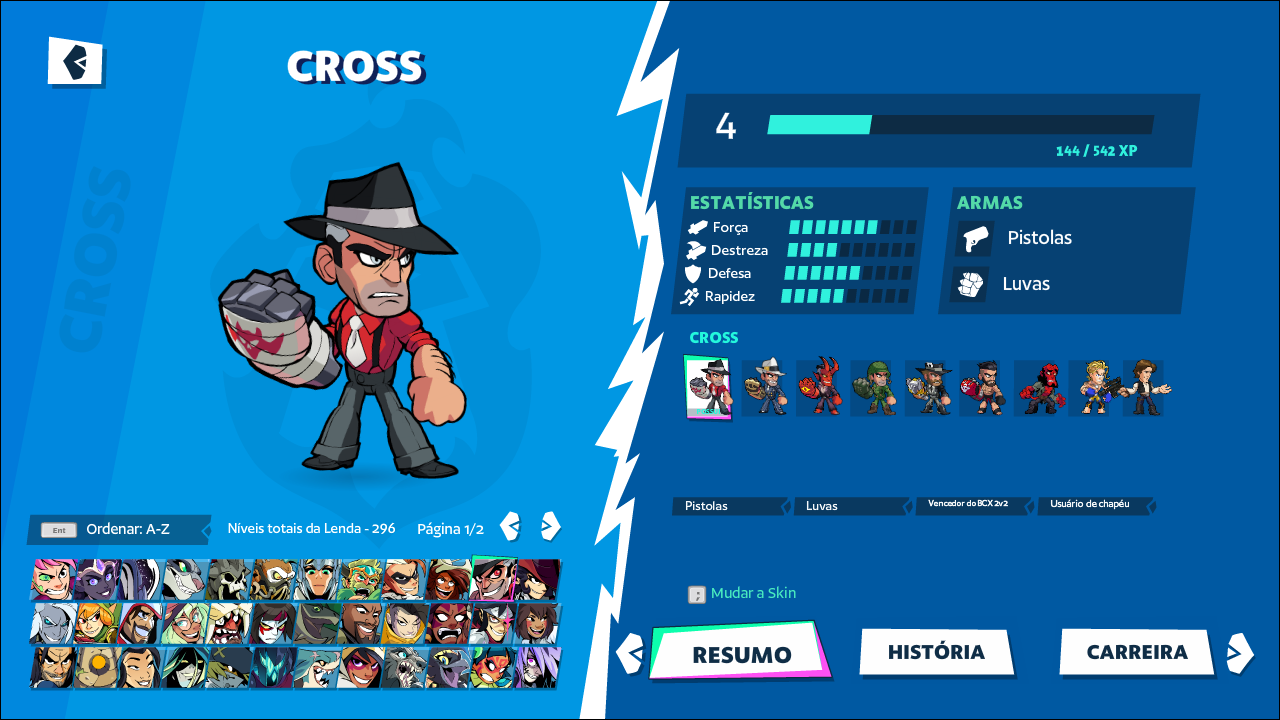 CROSS
CROSS
4
144 / 542 XP
ESTATÍSTICAS
Força
Destreza
Defesa
Rapidez
ARMAS
Pistolas
Luvas
CROSS
Pistolas
Luvas
Vencedor do BCX 2v2
Usuário de chapéu
Ent
Ordenar: A-Z
Níveis totais da Lenda - 296
Página 1/2
; Mudar a Skin
RESUMO
HISTÓRIA
CARREIRA